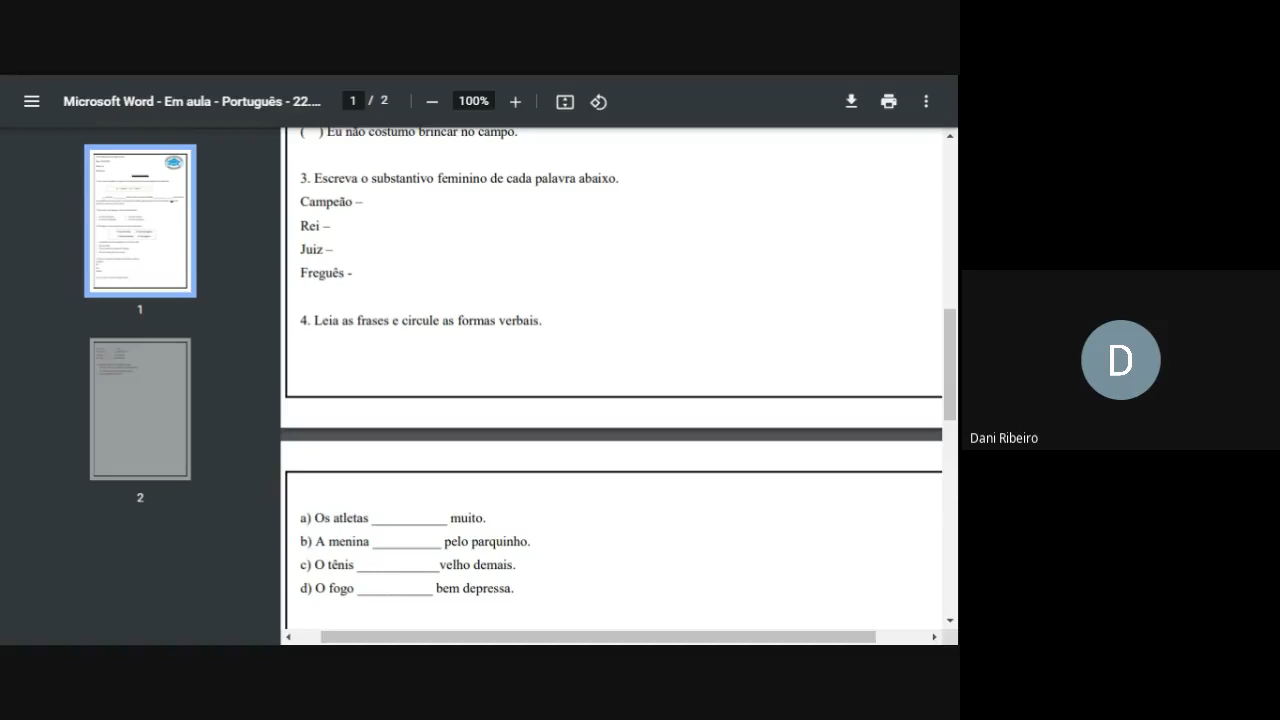 Microsoft Word - Em aula - Português - 22....
1 / 2
100%
( ) Eu não costumo brincar no campo.
3. Escreva o substantivo feminino de cada palavra abaixo.
Campeão –
Rei –
Juiz –
Freguês -
4. Leia as frases e circule as formas verbais.
a) Os atletas ___________ muito.
b) A menina __________ pelo parquinho.
c) O tênis ____________velho demais.
d) O fogo ___________ bem depressa.
1
2
D
Dani Ribeiro